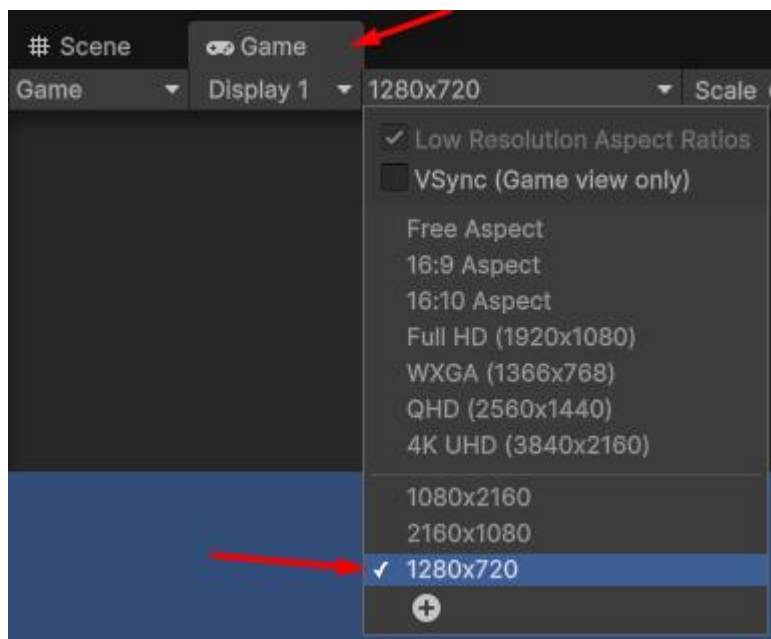 Scene Game
Game Display 1 1280x720 Scale
Low Resolution Aspect Ratios
VSync (Game view only)
Free Aspect
16:9 Aspect
16:10 Aspect
Full HD (1920x1080)
WXGA (1366x768)
QHD (2560x1440)
4K UHD (3840x2160)
1080x2160
2160x1080
1280x720